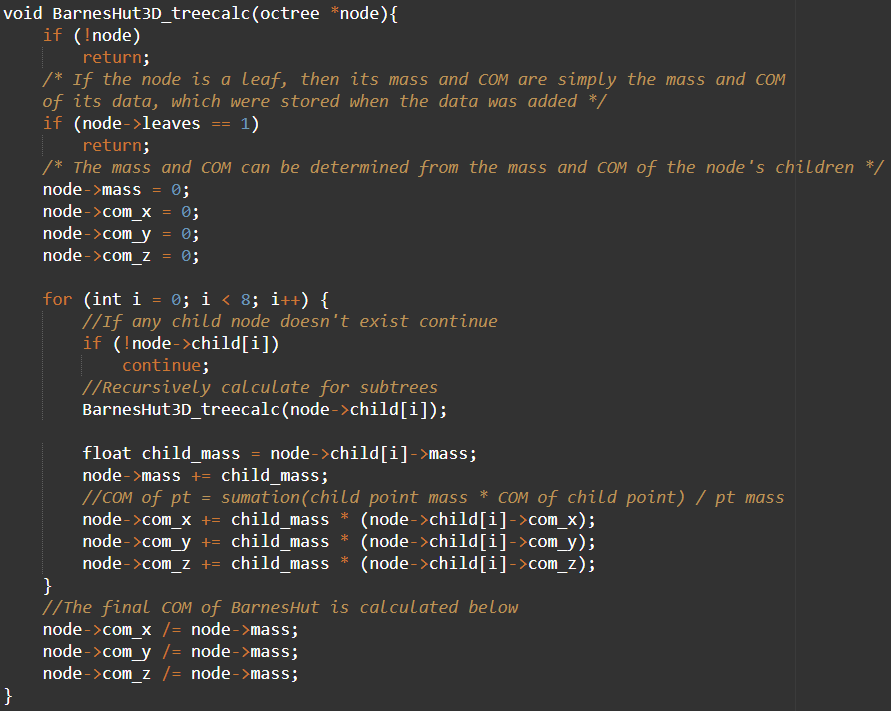 void BarnesHut3D_treecalc(octree *node){
    if (!node)
        return;
    /* If the node is a leaf, then its mass and COM are simply the mass and COM
    of its data, which were stored when the data was added */
    if (node->leaves == 1)
        return;
    /* The mass and COM can be determined from the mass and COM of the node's children */
    node->mass = 0;
    node->com_x = 0;
    node->com_y = 0;
    node->com_z = 0;

    for (int i = 0; i < 8; i++) {
        //If any child node doesn't exist continue
        if (!node->child[i])
            continue;
        //Recursively calculate for subtrees
        BarnesHut3D_treecalc(node->child[i]);

        float child_mass = node->child[i]->mass;
        node->mass += child_mass;
        //COM of pt = sumation(child point mass * COM of child point) / pt mass
        node->com_x += child_mass * (node->child[i]->com_x);
        node->com_y += child_mass * (node->child[i]->com_y);
        node->com_z += child_mass * (node->child[i]->com_z);
    }
    //The final COM of BarnesHut is calculated below
    node->com_x /= node->mass;
    node->com_y /= node->mass;
    node->com_z /= node->mass;
}